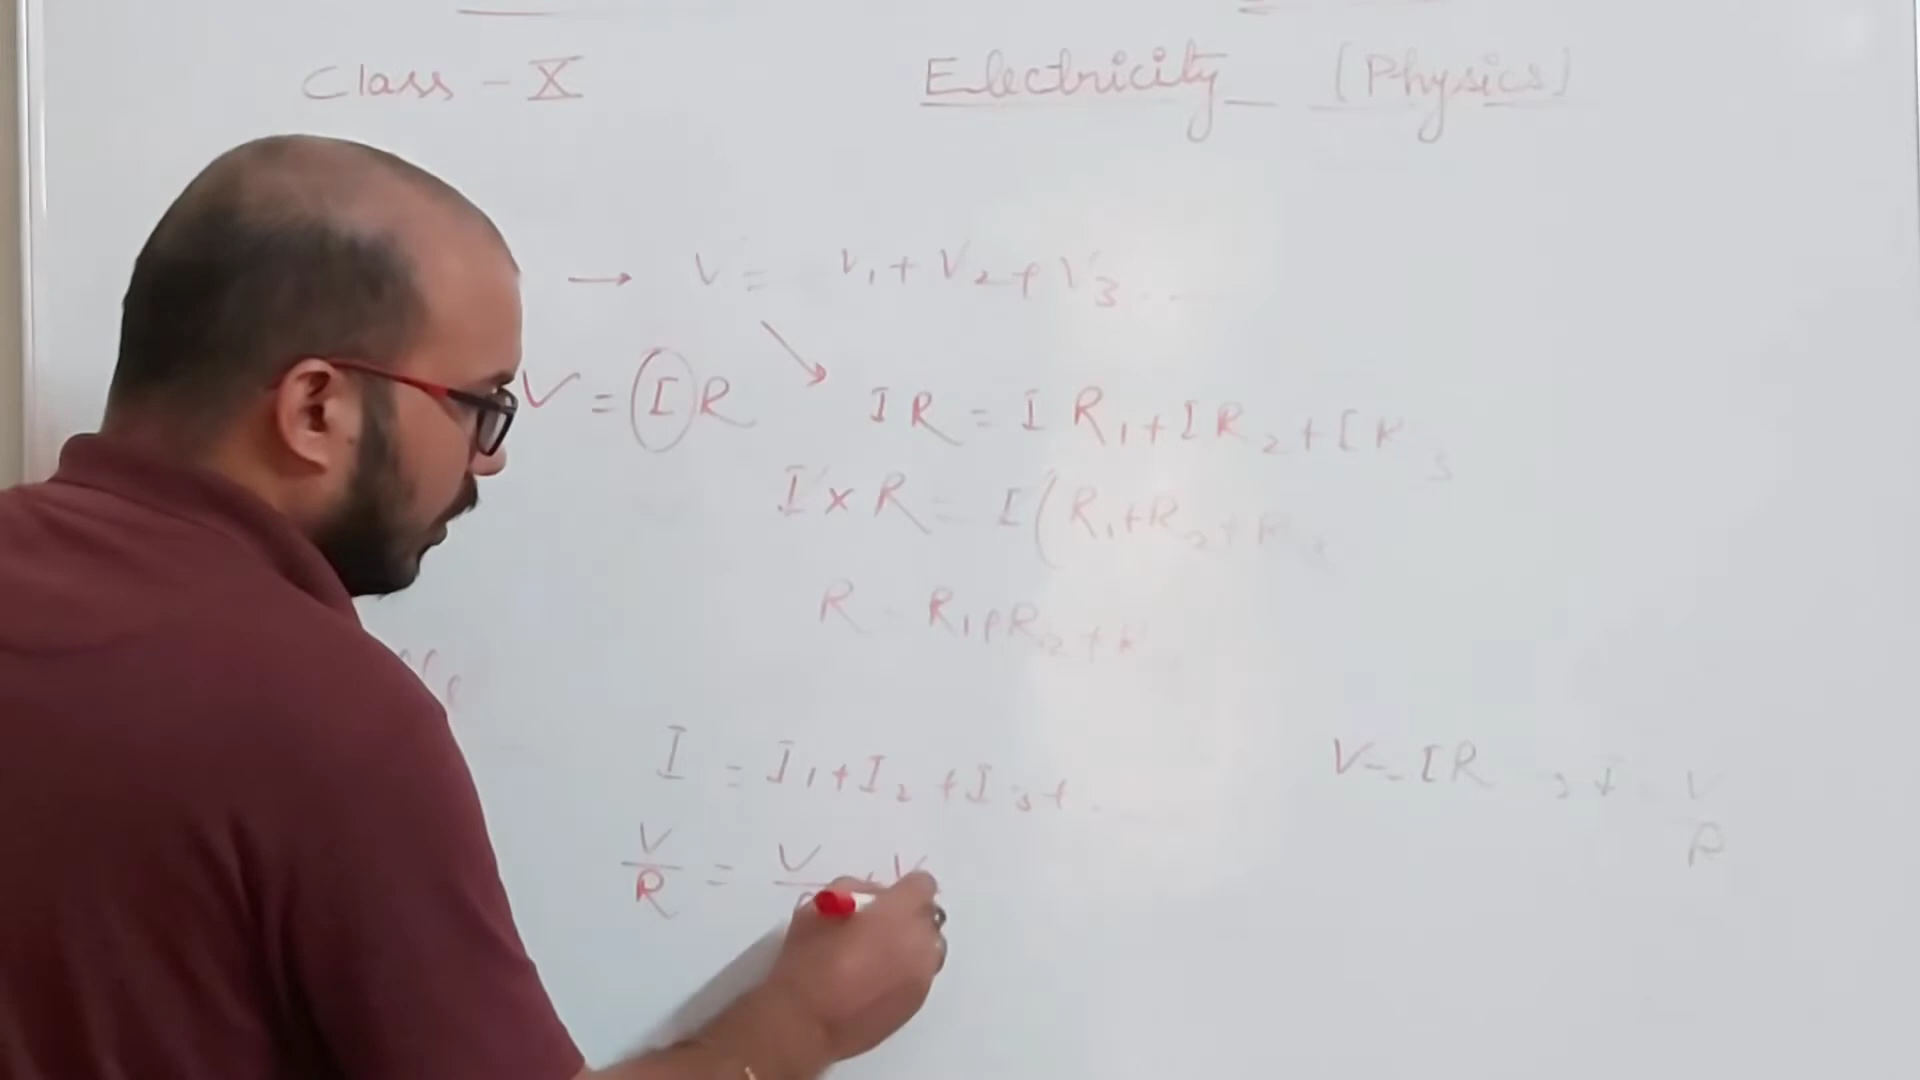 Class - X
Electricity (Physics)
→ V = V₁ + V₂ + V₃ ...
V = IR
IR = I R₁ + I R₂ + I R₃
I × R = I (R₁ + R₂ + R₃
R = R₁ + R₂ + R
I = I₁ + I₂ + I₃ + .
V = IR , I = V/R
V/R = V/ + V